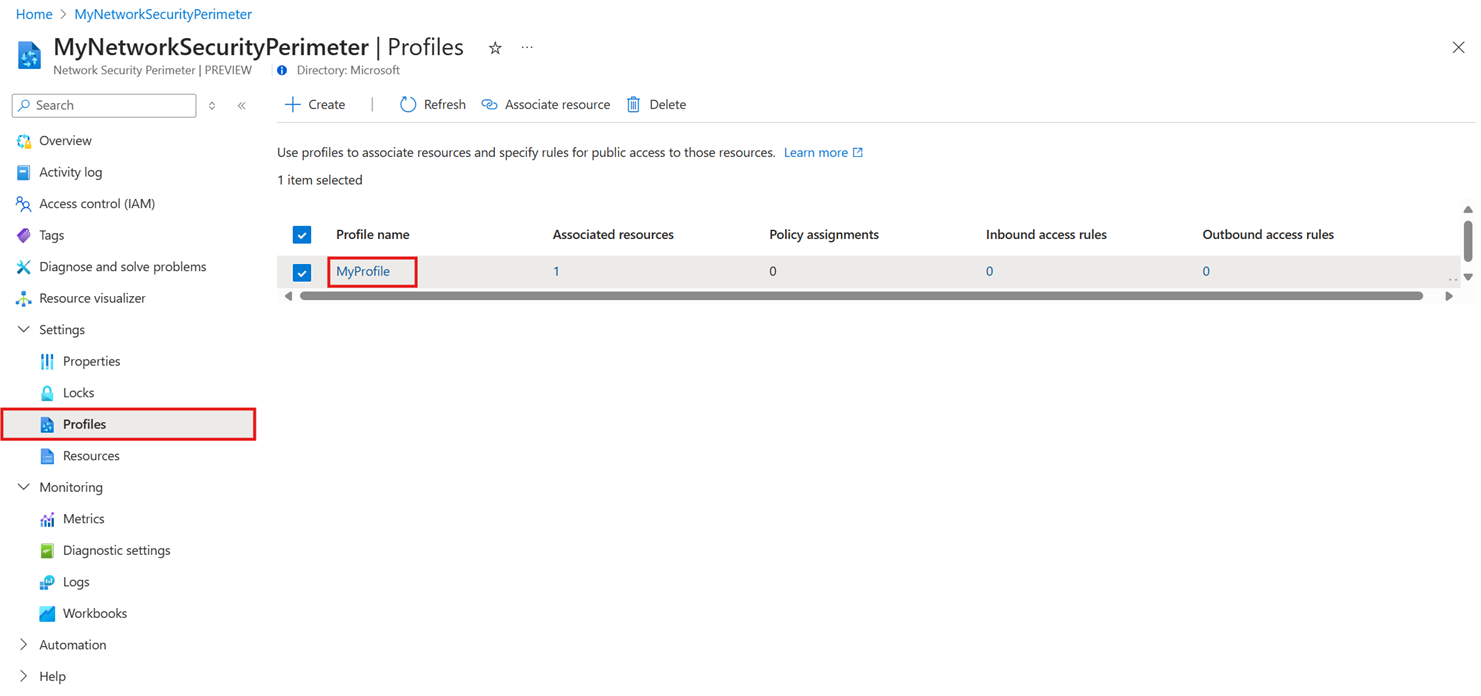 Home > MyNetworkSecurityPerimeter
MyNetworkSecurityPerimeter | Profiles
Network Security Perimeter | PREVIEW Directory: Microsoft
Search
Create Refresh Associate resource Delete
Overview
Activity log
Access control (IAM)
Tags
Diagnose and solve problems
Resource visualizer
Settings
Properties
Locks
Profiles
Resources
Monitoring
Metrics
Diagnostic settings
Logs
Workbooks
Automation
Help
Use profiles to associate resources and specify rules for public access to those resources. Learn more
1 item selected
Profile name Associated resources Policy assignments Inbound access rules Outbound access rules
MyProfile 1 0 0 0